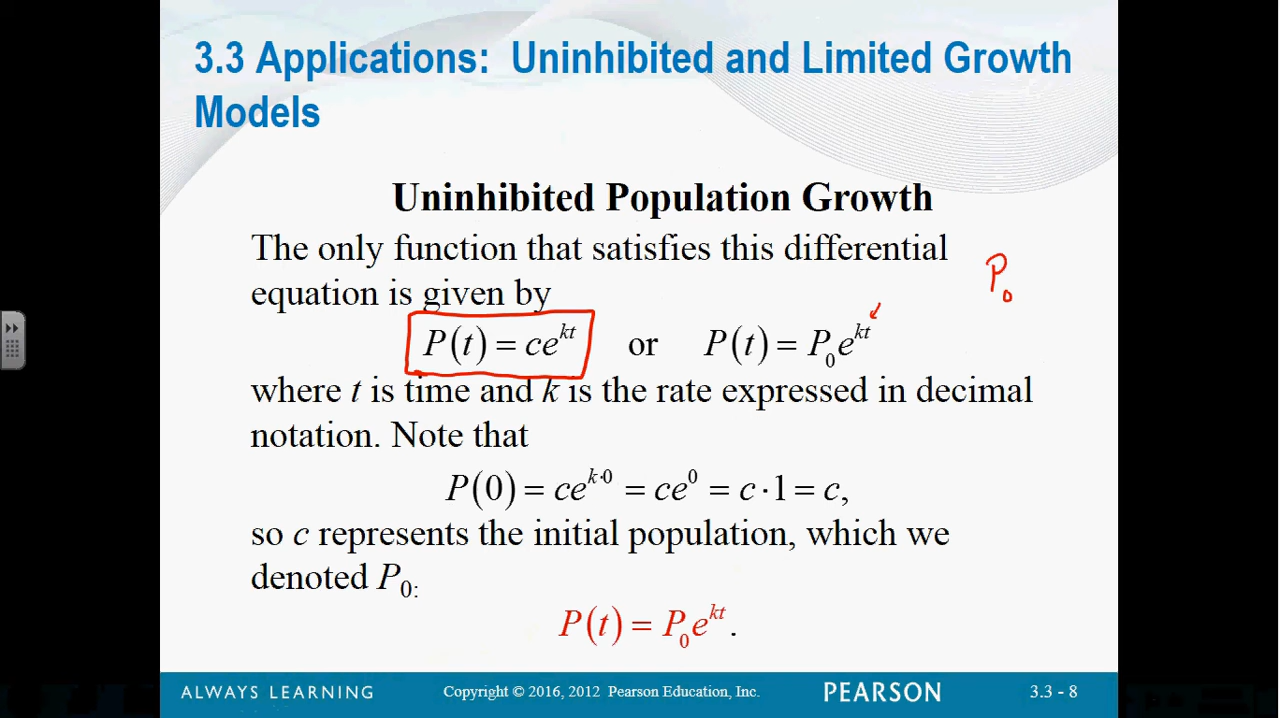 3.3 Applications:  Uninhibited and Limited Growth
Models
Uninhibited Population Growth
The only function that satisfies this differential
equation is given by
P₀
P(t) = ce^{kt} or P(t) = P₀e^{kt}
where t is time and k is the rate expressed in decimal
notation. Note that
P(0) = ce^{k·0} = ce^{0} = c·1 = c,
so c represents the initial population, which we
denoted P₀:
P(t) = P₀e^{kt}.
ALWAYS LEARNING Copyright © 2016, 2012 Pearson Education, Inc. PEARSON 3.3 - 8